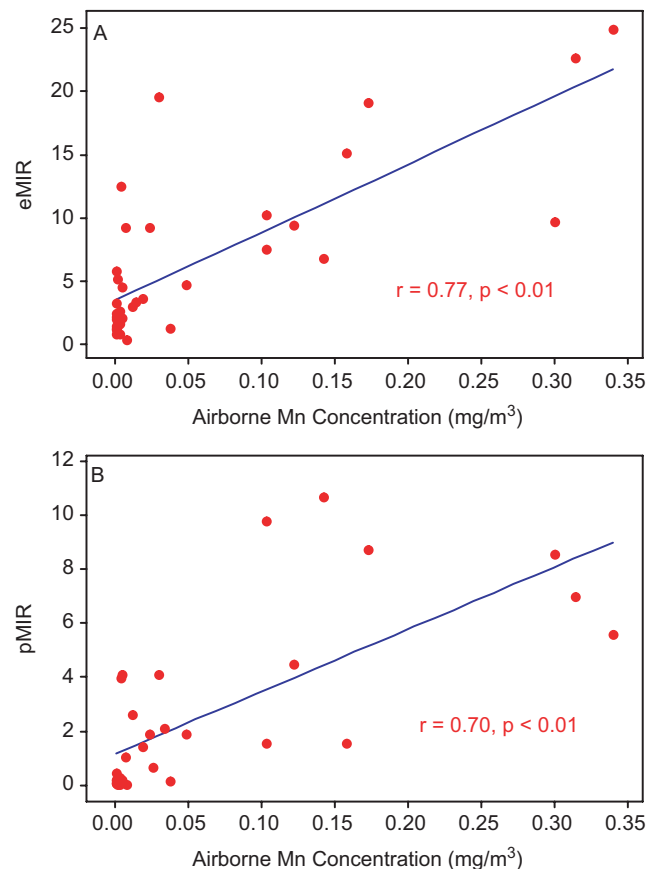 A
25
20
15
10
5
0
eMIR
r = 0.77, p < 0.01
0.00 0.05 0.10 0.15 0.20 0.25 0.30 0.35
Airborne Mn Concentration (mg/m³)
B
12
10
8
6
4
2
0
pMIR
r = 0.70, p < 0.01
0.00 0.05 0.10 0.15 0.20 0.25 0.30 0.35
Airborne Mn Concentration (mg/m³)